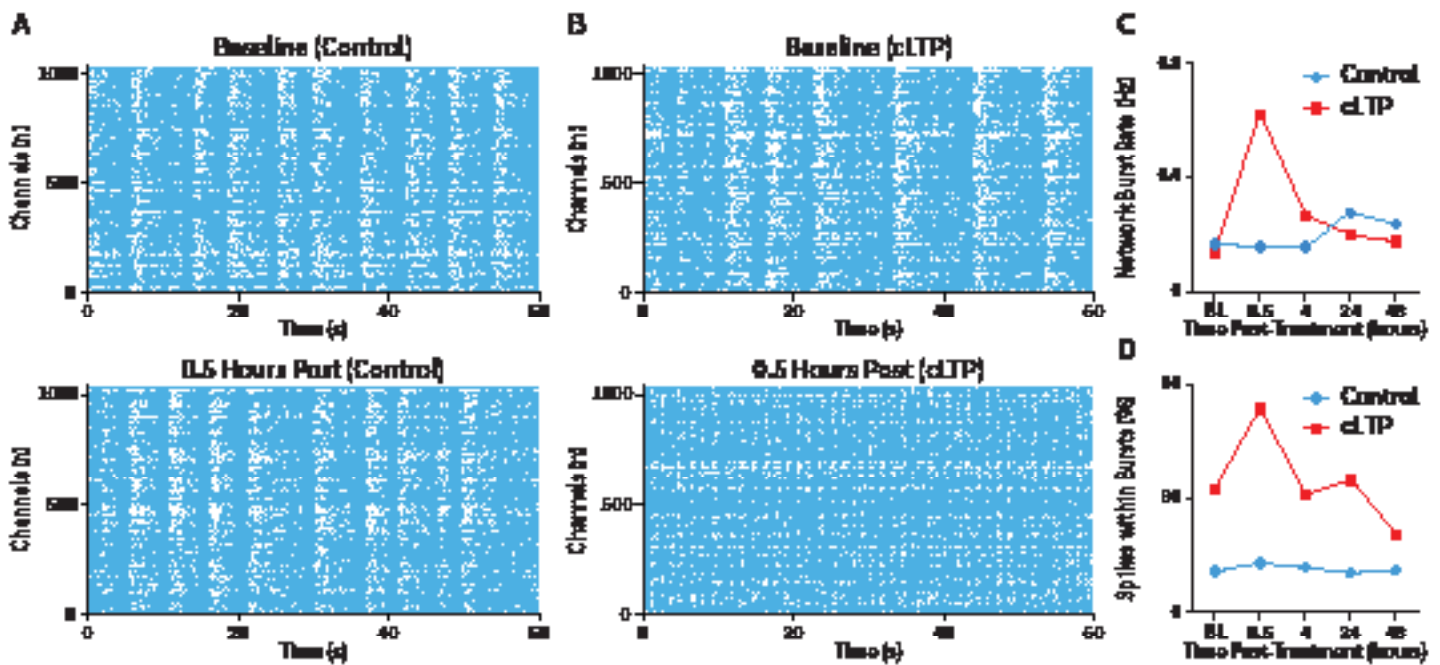 A
Baseline (Control)
Channels (n)
1000
500
0
0 20 40 60
Time (s)
0.5 Hours Post (Control)
Channels (n)
1000
500
0
0 20 40 60
Time (s)
B
Baseline (cLTP)
Channels (n)
1000
500
0
0 20 40 60
Time (s)
0.5 Hours Post (cLTP)
Channels (n)
1000
500
0
0 20 40 60
Time (s)
C
Network Burst Rate (Hz)
Control
cLTP
0
BL 0.5 4 24 48
Time Post-Treatment (hours)
D
Spikes within Bursts (%)
Control
cLTP
0
BL 0.5 4 24 48
Time Post-Treatment (hours)